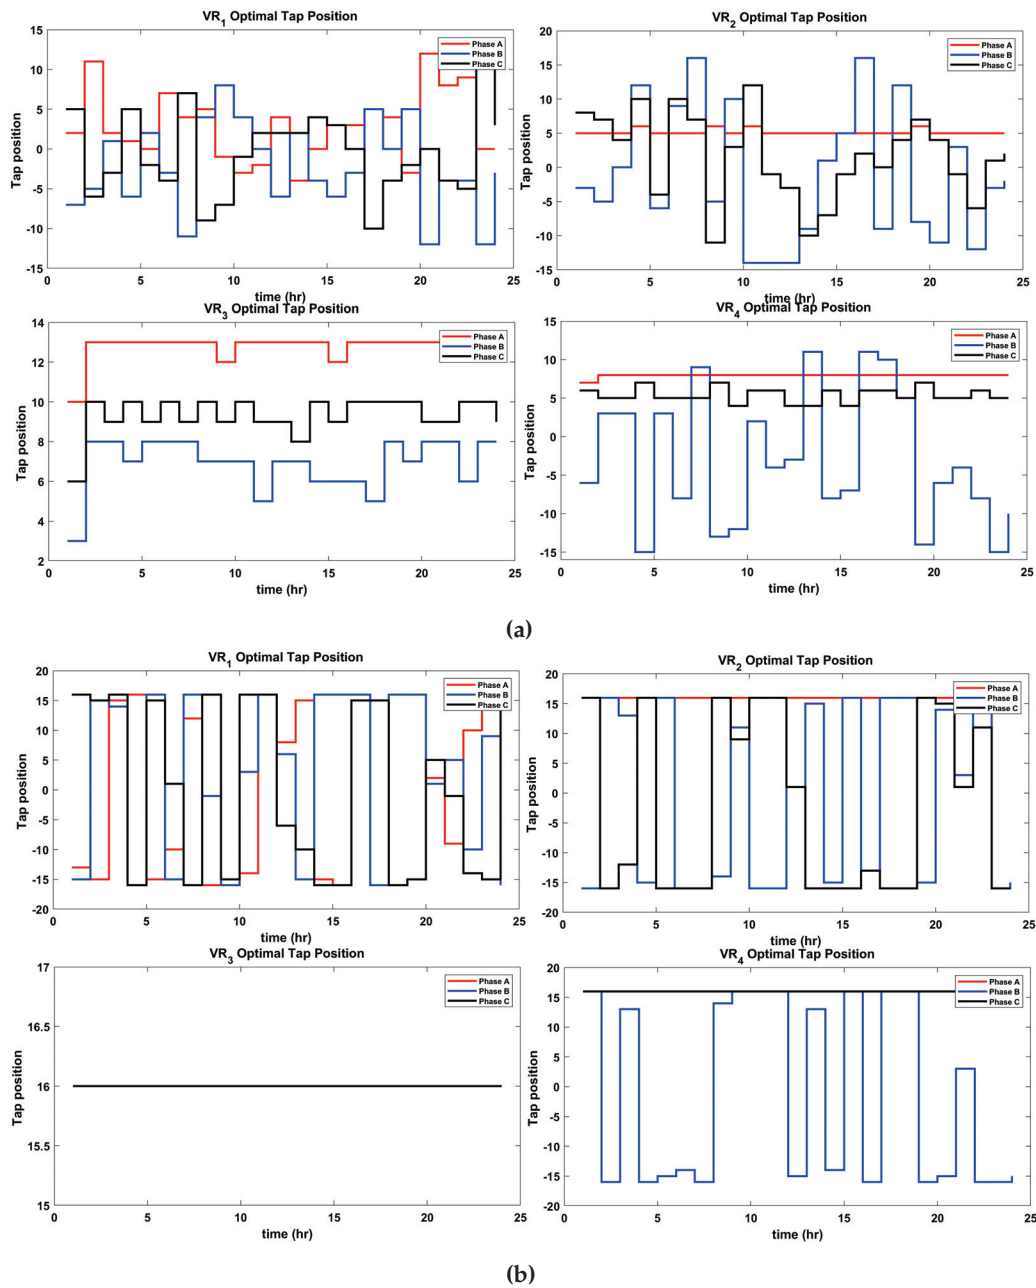 VR1 Optimal Tap Position
15
10
5
0
-5
-10
-15
Tap position
0 5 10 15 20 25
time (hr)
Phase A
Phase B
Phase C
VR2 Optimal Tap Position
20
15
10
5
0
-5
-10
-15
Tap position
0 5 10 15 20 25
time (hr)
Phase A
Phase B
Phase C
VR3 Optimal Tap Position
14
12
10
8
6
4
2
Tap position
0 5 10 15 20 25
time (hr)
Phase A
Phase B
Phase C
VR4 Optimal Tap Position
15
10
5
0
-5
-10
-15
Tap position
0 5 10 15 20 25
time (hr)
Phase A
Phase B
Phase C
(a)
VR1 Optimal Tap Position
20
15
10
5
0
-5
-10
-15
-20
Tap position
0 5 10 15 20 25
time (hr)
Phase A
Phase B
Phase C
VR2 Optimal Tap Position
20
15
10
5
0
-5
-10
-15
-20
Tap position
0 5 10 15 20 25
time (hr)
Phase A
Phase B
Phase C
VR3 Optimal Tap Position
17
16.5
16
15.5
15
Tap position
0 5 10 15 20 25
time (hr)
Phase A
Phase B
Phase C
VR4 Optimal Tap Position
20
15
10
5
0
-5
-10
-15
-20
Tap position
0 5 10 15 20 25
time (hr)
Phase A
Phase B
Phase C
(b)